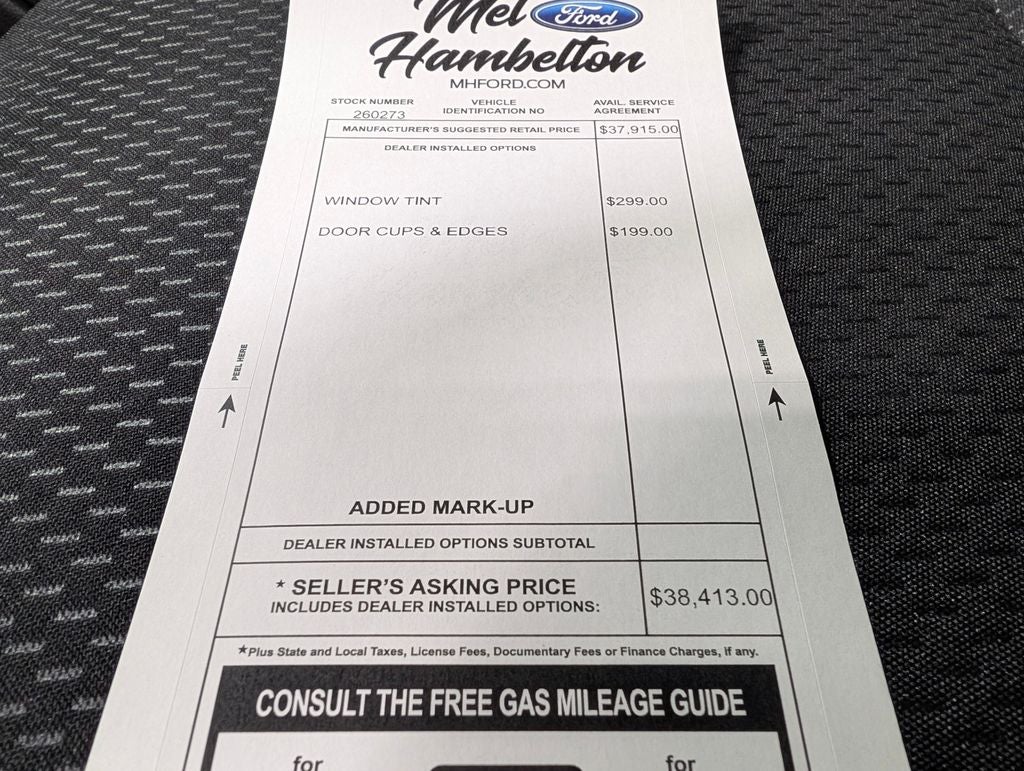 Mel Ford
Hambelton
MHFORD.COM
STOCK NUMBER
260273
VEHICLE
IDENTIFICATION NO
AVAIL. SERVICE
AGREEMENT
MANUFACTURER'S SUGGESTED RETAIL PRICE $37,915.00
DEALER INSTALLED OPTIONS
WINDOW TINT $299.00
DOOR CUPS & EDGES $199.00
PEEL HERE
PEEL HERE
ADDED MARK-UP
DEALER INSTALLED OPTIONS SUBTOTAL
* SELLER'S ASKING PRICE
INCLUDES DEALER INSTALLED OPTIONS: $38,413.00
*Plus State and Local Taxes, License Fees, Documentary Fees or Finance Charges, if any.
CONSULT THE FREE GAS MILEAGE GUIDE
for for